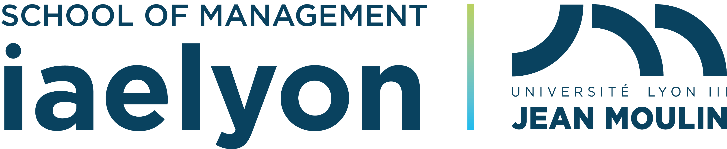 SCHOOL OF MANAGEMENT
iaelyon
UNIVERSITÉ LYON III
JEAN MOULIN